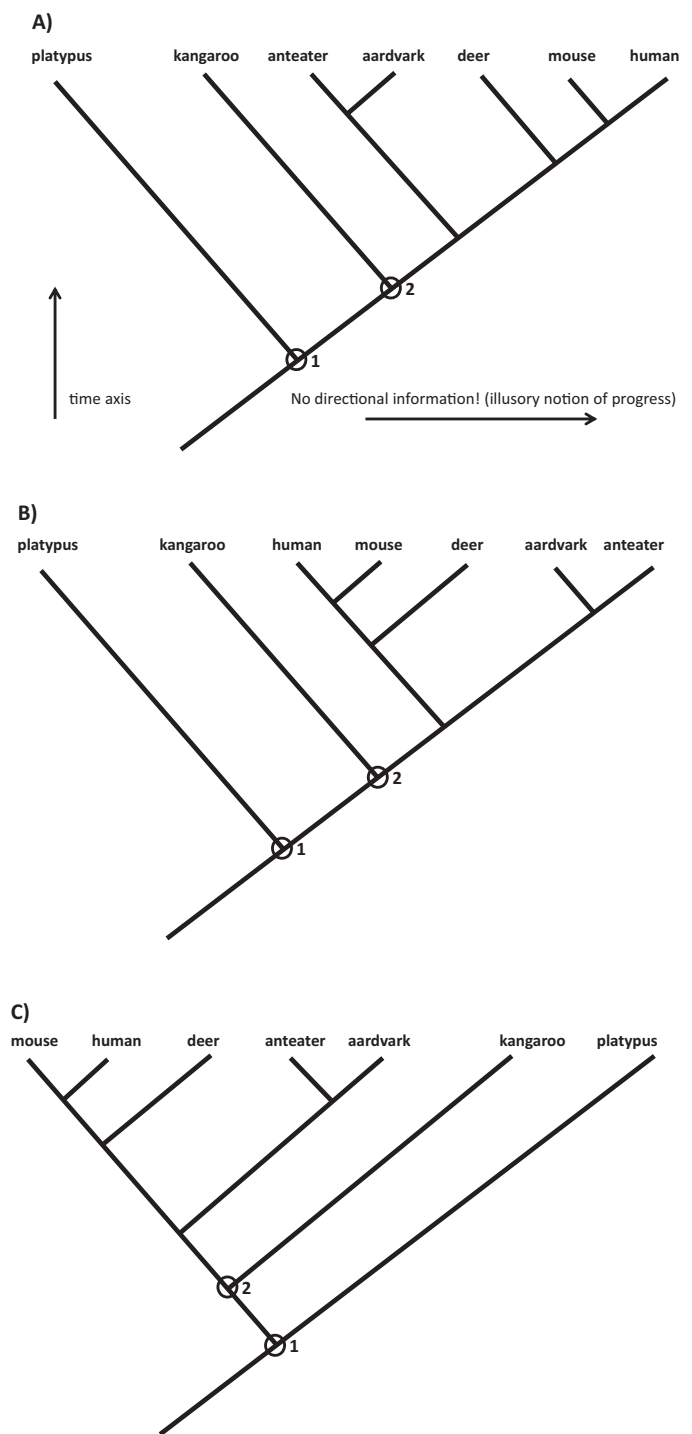 A)
platypus kangaroo anteater aardvark deer mouse human
2
1
time axis No directional information! (illusory notion of progress)
B)
platypus kangaroo human mouse deer aardvark anteater
2
1
C)
mouse human deer anteater aardvark kangaroo platypus
2
1